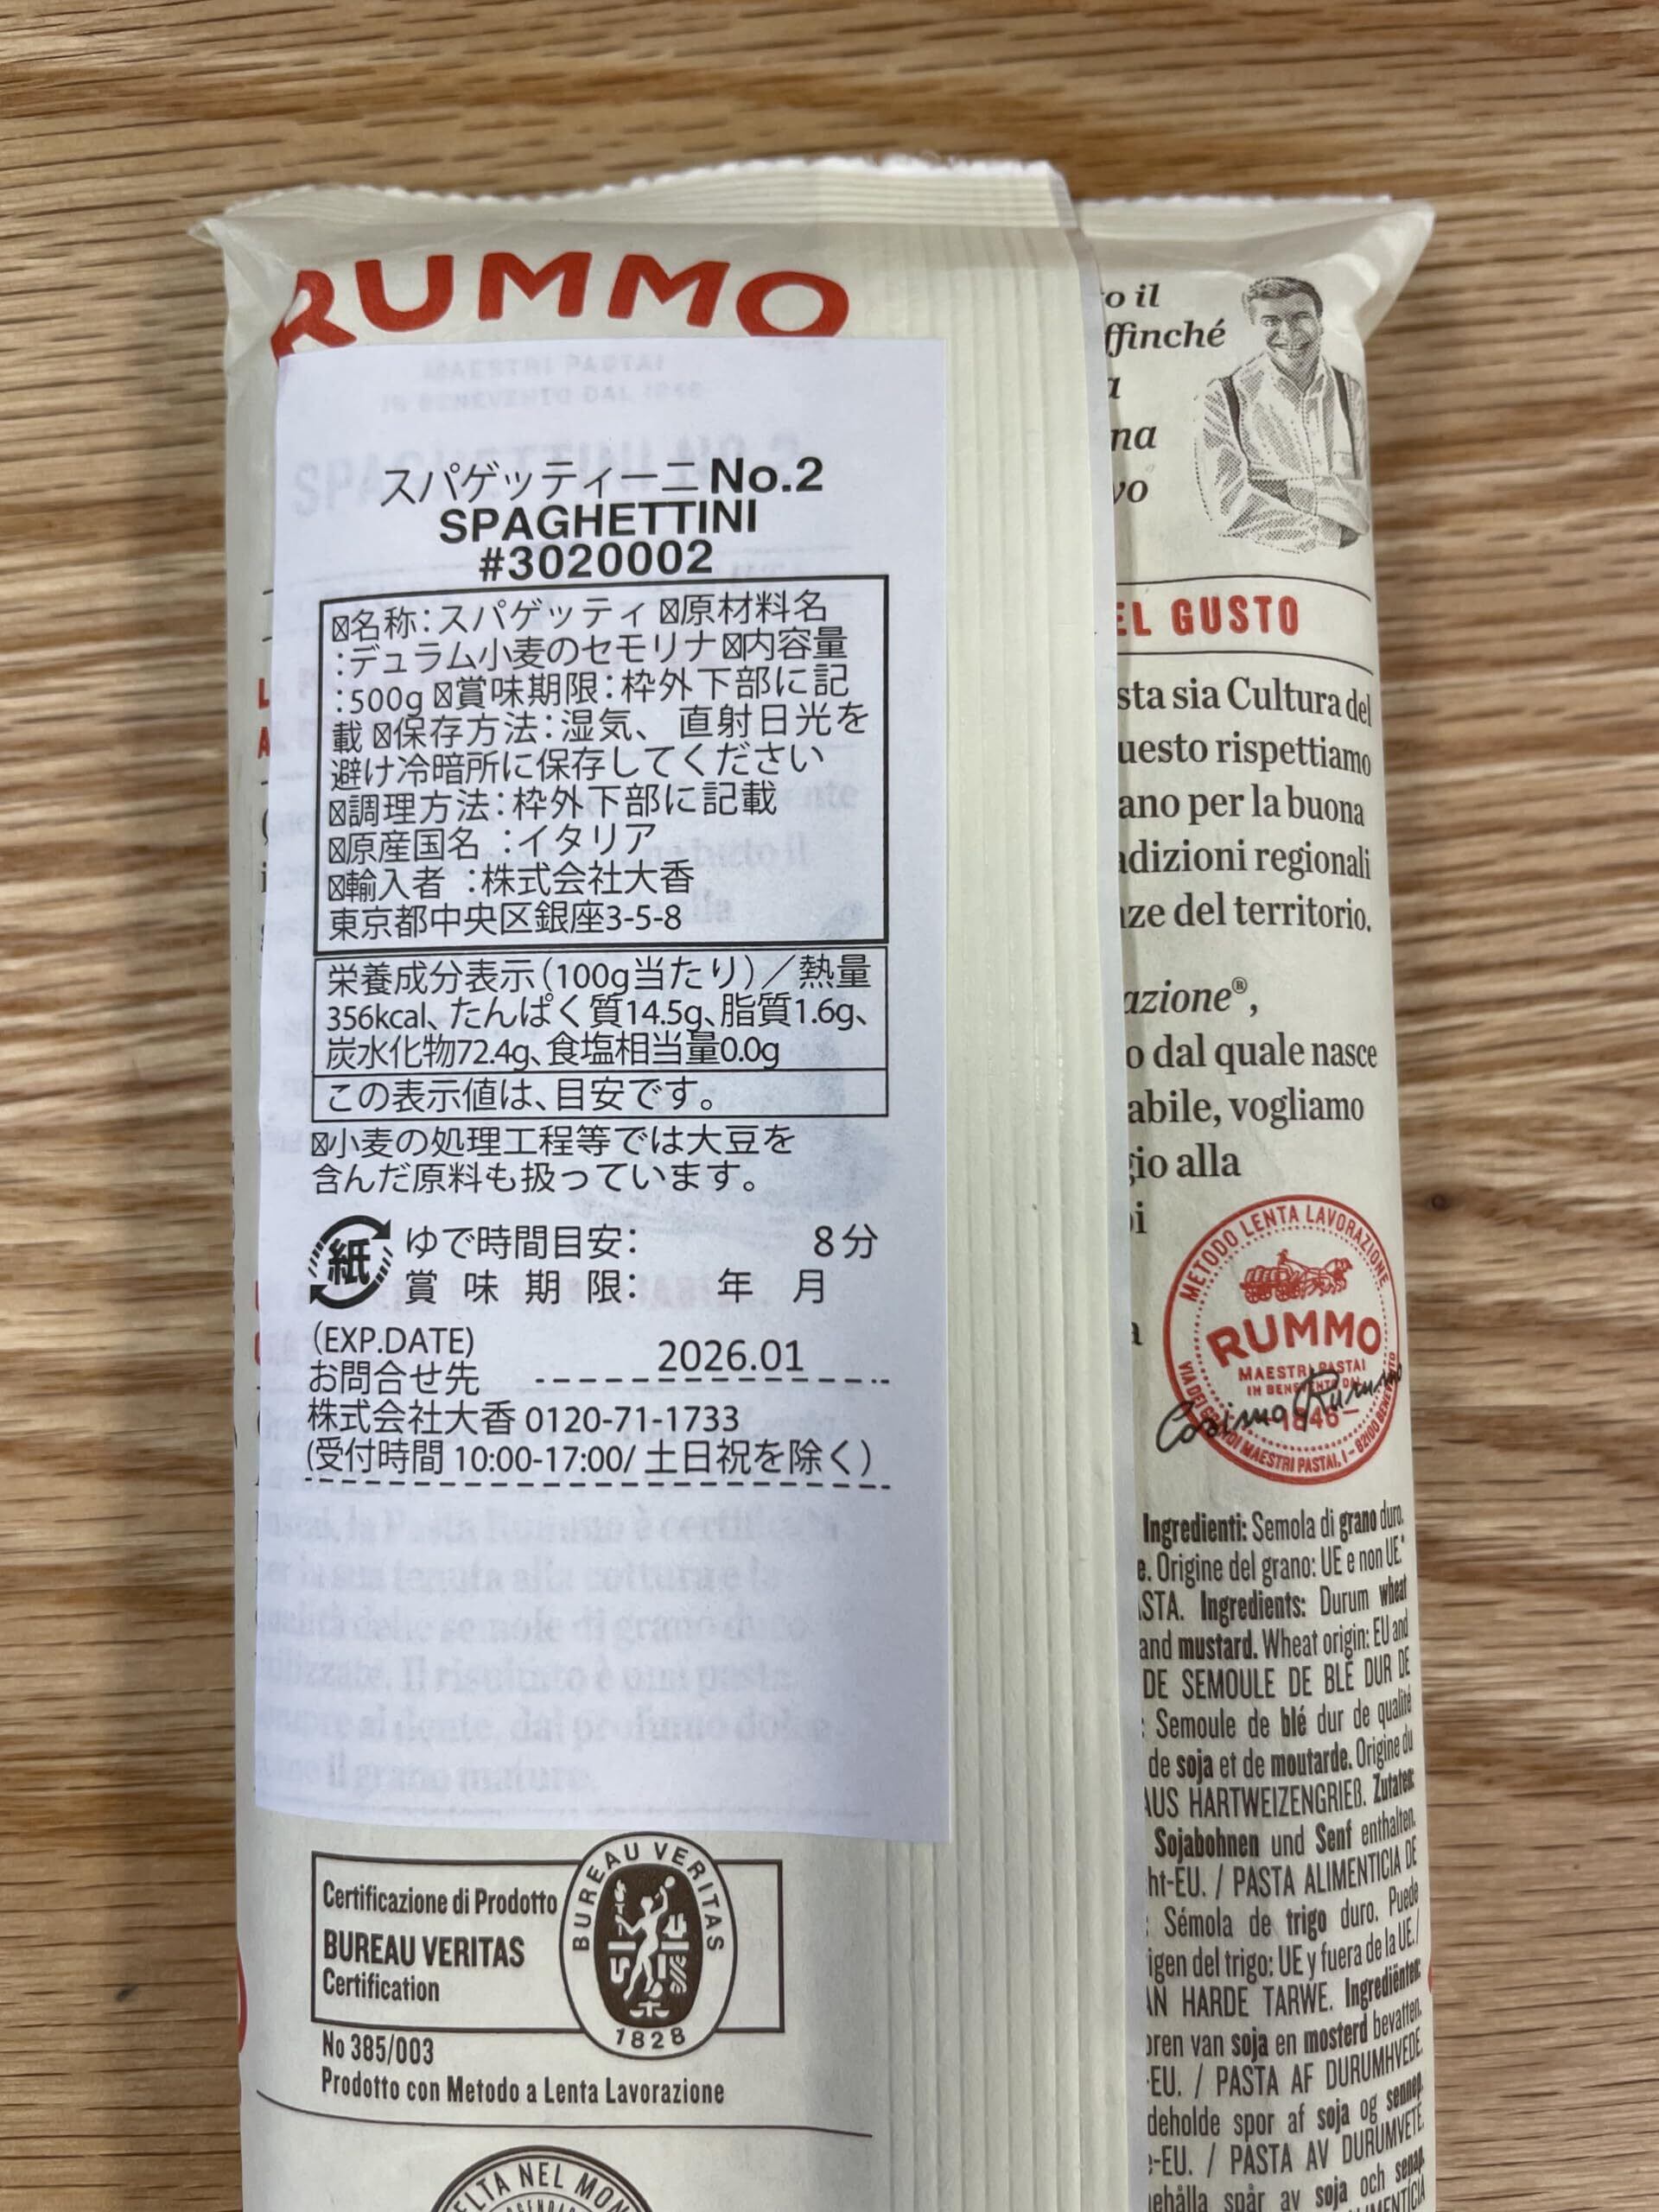 RUMMO
スパゲッティーニ No.2
SPAGHETTINI
#3020002
☒名称:スパゲッティ ☒原材料名
:デュラム小麦のセモリナ☒内容量
:500g ☒賞味期限:枠外下部に記
載 ☒保存方法:湿気、直射日光を
避け冷暗所に保存してください
☒調理方法:枠外下部に記載
☒原産国名 :イタリア
☒輸入者 :株式会社大香
東京都中央区銀座3-5-8
栄養成分表示(100g当たり)/熱量
356kcal、たんぱく質14.5g、脂質1.6g、
炭水化物72.4g、食塩相当量0.0g
この表示値は、目安です。
☒小麦の処理工程等では大豆を
含んだ原料も扱っています。
紙
ゆで時間目安: 8分
賞味期限: 年 月
(EXP.DATE)
2026.01
お問合せ先
株式会社大香 0120-71-1733
(受付時間 10:00-17:00/ 土日祝を除く)
Certificazione di Prodotto
BUREAU VERITAS
Certification
BUREAU VERITAS
1828
No 385/003
Prodotto con Metodo a Lenta Lavorazione
NEL
o il
ffinché
a
na
vo
EL GUSTO
sta sia Cultura del
uesto rispettiamo
ano per la buona
adizioni regionali
nze del territorio.
azione®,
o dal quale nasce
abile, vogliamo
gio alla
METODO LENTA LAVORAZIONE
RUMMO
MAESTRI PASTAI
1846
Cosimo Rummo
Ingredienti: Semola di grano duro.
e. Origine del grano: UE e non UE.
STA. Ingredients: Durum wheat
and mustard. Wheat origin: EU and
DE SEMOULE DE BLÉ DUR DE
: Semoule de blé dur de qualité
de soja et de moutarde. Origine du
AUS HARTWEIZENGRIEß. Zutaten:
Sojabohnen und Senf enthalten.
ht-EU. / PASTA ALIMENTICIA DE
: Sémola de trigo duro. Puede
igen del trigo: UE y fuera de la UE. /
AN HARDE TARWE. Ingrediënten:
oren van soja en mosterd bevatten.
-EU. / PASTA AF DURUMHVEDE.
deholde spor af soja og sennep.
-EU. / PASTA AV DURUMVETE.
ehålla spår av soja och senap.